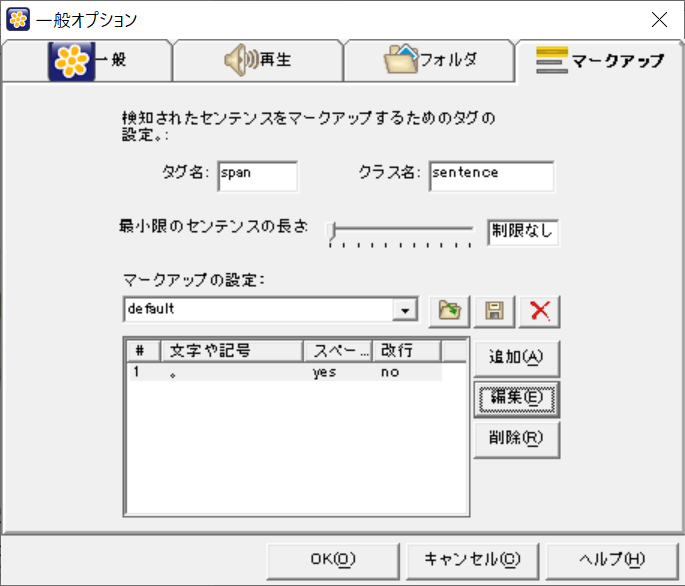 一般オプション
一般
再生
フォルダ
マークアップ
検知されたセンテンスをマークアップするためのタグの
設定。:
タグ名: span クラス名: sentence
最小限のセンテンスの長さ 制限なし
マークアップの設定:
default
# 文字や記号 スペー... 改行
1 。 yes no
追加(A)
編集(E)
削除(R)
OK(O) キャンセル(C) ヘルプ(H)